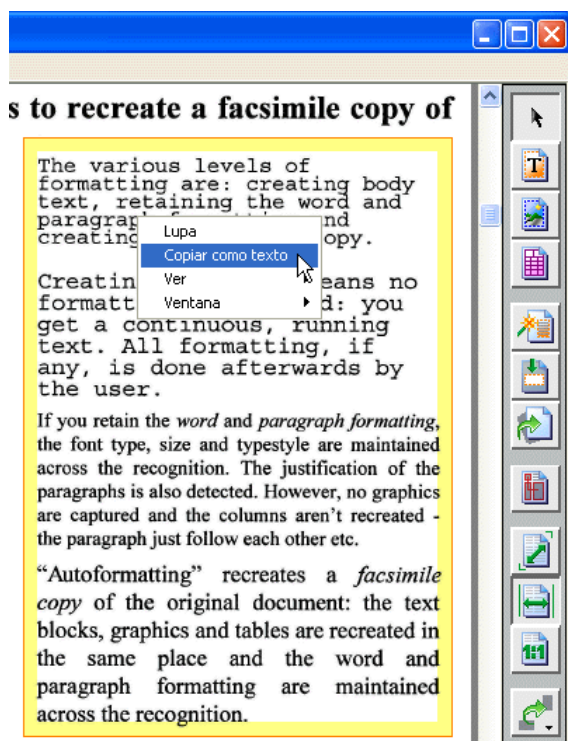 s to recreate a facsimile copy of
The various levels of
formatting are: creating body
text, retaining the word and
paragrap nd
creating opy.
Lupa
Copiar como texto
Ver
Ventana
Creatin eans no
formatt d: you
get a continuous, running
text. All formatting, if
any, is done afterwards by
the user.
If you retain the word and paragraph formatting,
the font type, size and typestyle are maintained
across the recognition. The justification of the
paragraphs is also detected. However, no graphics
are captured and the columns aren't recreated -
the paragraph just follow each other etc.
“Autoformatting” recreates a facsimile
copy of the original document: the text
blocks, graphics and tables are recreated in
the same place and the word and
paragraph formatting are maintained
across the recognition.
T
1:1